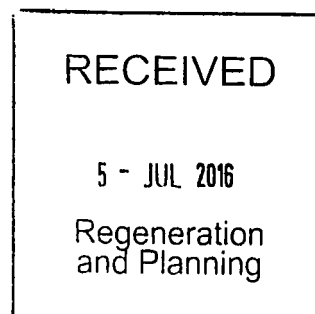 RECEIVED
5 - JUL 2016
Regeneration
and Planning